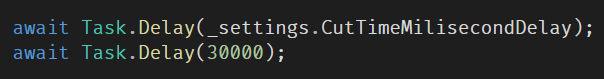 await Task.Delay(_settings.CutTimeMilisecondDelay);
await Task.Delay(30000);